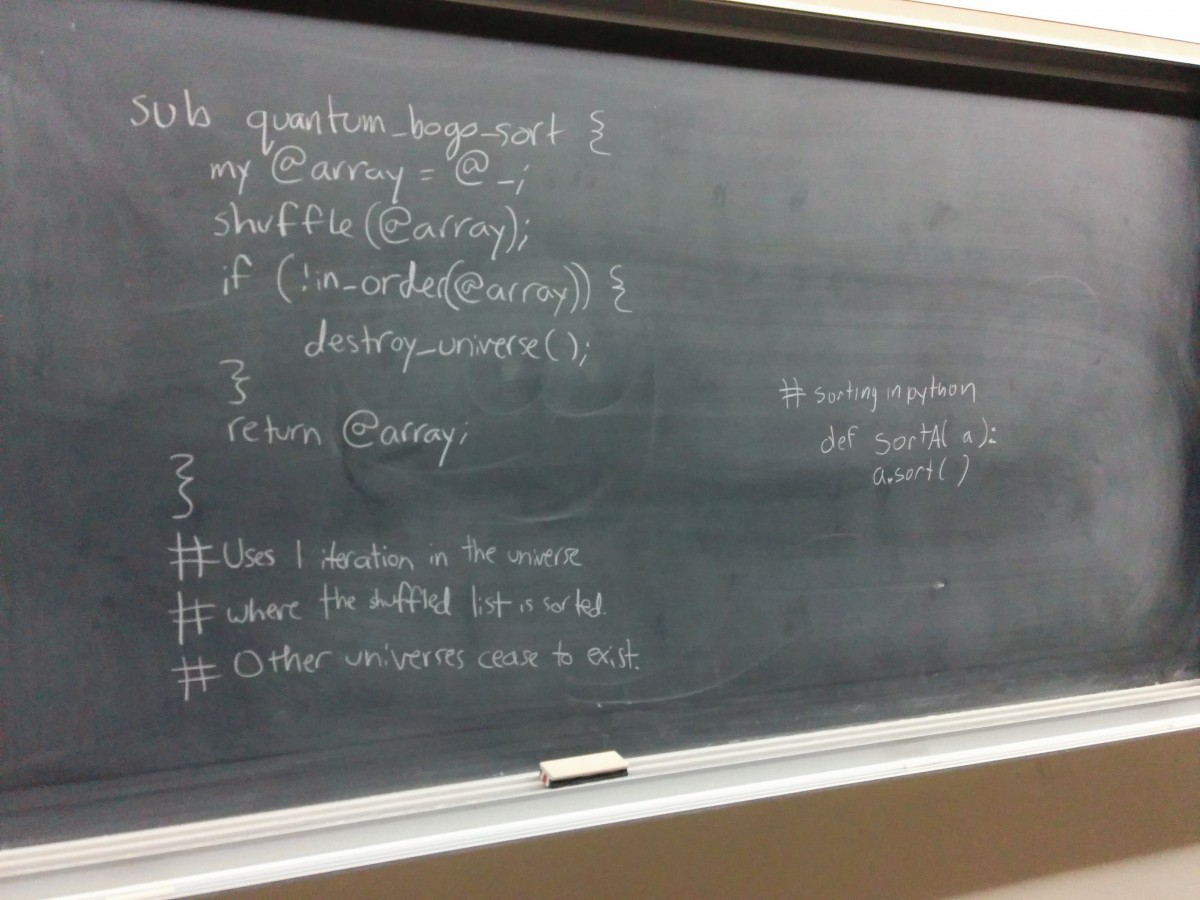 sub quantum_bogo_sort {
my @array = @_;
shuffle(@array);
if (!in_order(@array)) {
destroy_universe();
}
return @array;
}
# Uses 1 iteration in the universe
# where the shuffled list is sorted.
# Other universes cease to exist.
# sorting in python
def sortA( a):
a.sort( )